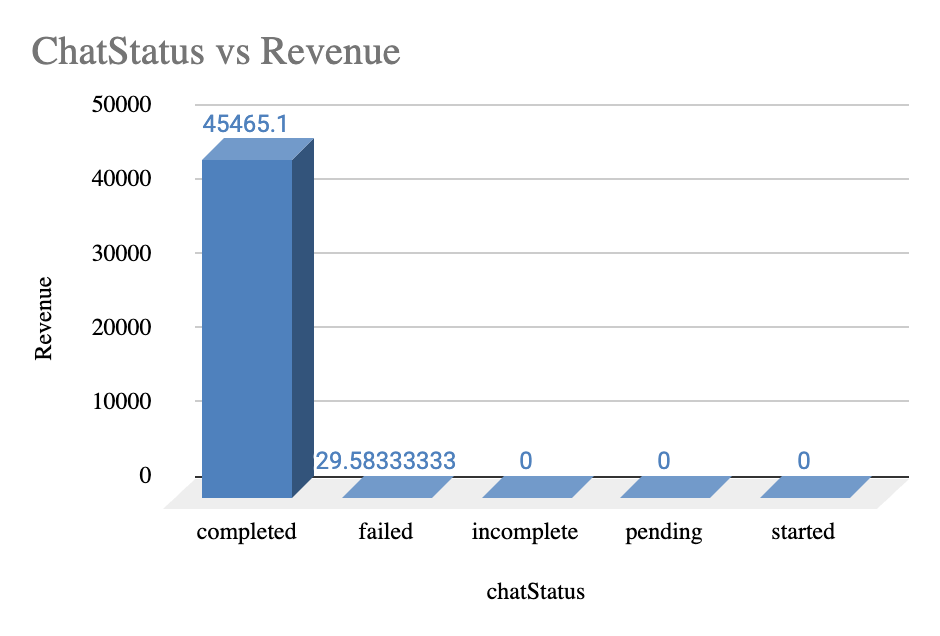 ChatStatus vs Revenue
50000
45465.1
40000
30000
Revenue
20000
10000
29.58333333 0 0 0
0
completed failed incomplete pending started
chatStatus